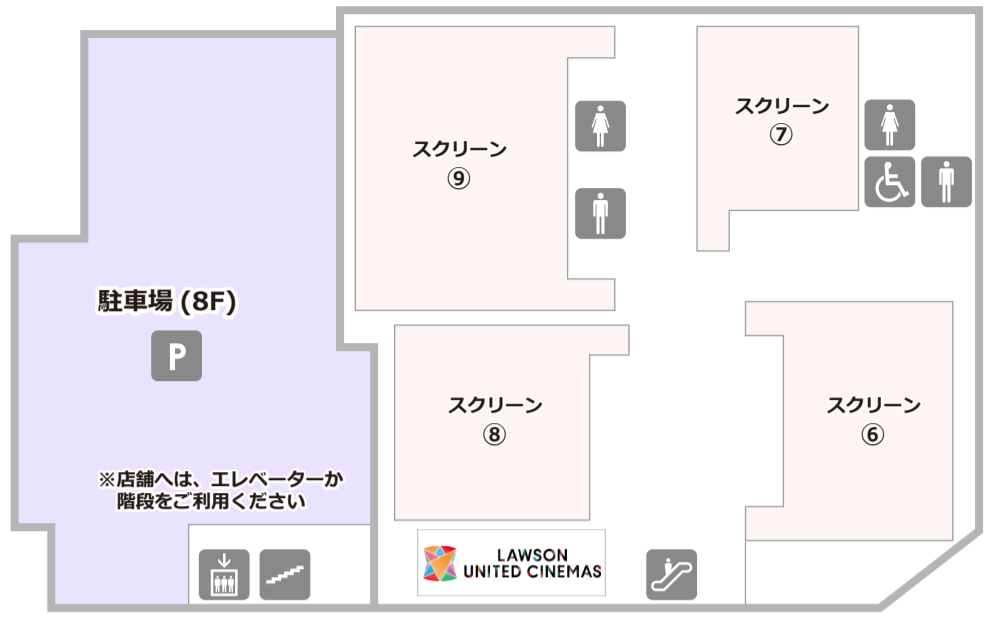 スクリーン
⑨
スクリーン
⑦
駐車場 (8F)
P
スクリーン
⑧
スクリーン
⑥
※店舗へは、エレベーターか
階段をご利用ください
LAWSON
UNITED CINEMAS